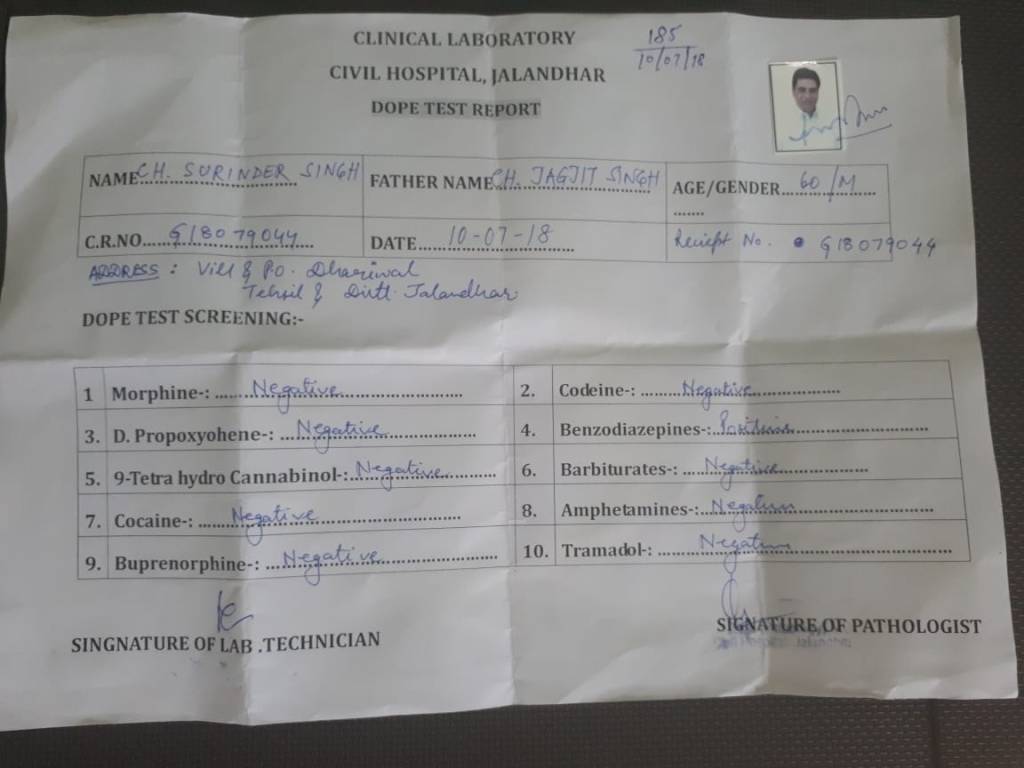 CLINICAL LABORATORY
185
10/07/18
CIVIL HOSPITAL, JALANDHAR
DOPE TEST REPORT
NAME CH. SURINDER SINGH FATHER NAME CH. JAGJIT SINGH AGE/GENDER 60/M
C.R.NO. G18079044 DATE 10-07-18 Reciept No. G18079044
ADDRESS : Vill & P.O. Dhariwal
Tehsil & Distt. Jalandhar
DOPE TEST SCREENING:-
1 Morphine-: Negative 2. Codeine-: Negative
3. D. Propoxyohene-: Negative 4. Benzodiazepines-: Positive
5. 9-Tetra hydro Cannabinol-: Negative 6. Barbiturates-: Negative
7. Cocaine-: Negative 8. Amphetamines-: Negative
9. Buprenorphine-: Negative 10. Tramadol-: Negative
SINGNATURE OF LAB .TECHNICIAN SIGNATURE OF PATHOLOGIST